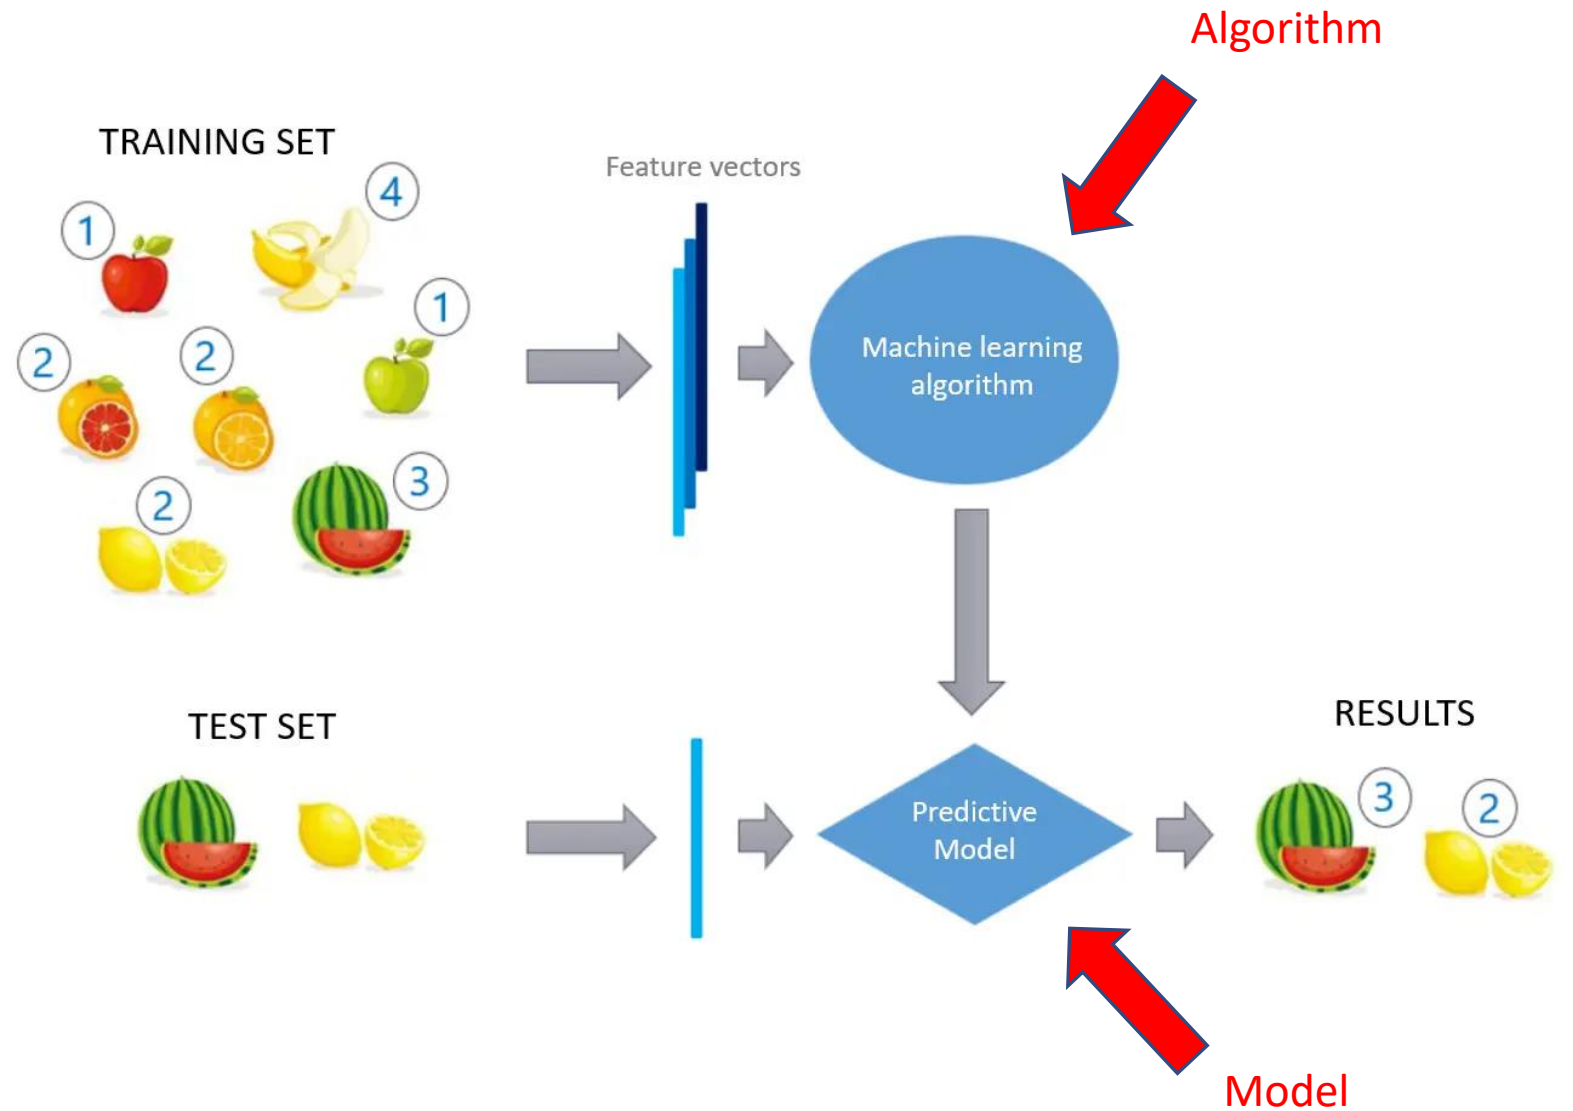 Algorithm
TRAINING SET
Feature vectors
4
1
1
2
2
3
2
Machine learning
algorithm
TEST SET
RESULTS
3
2
Predictive
Model
Model